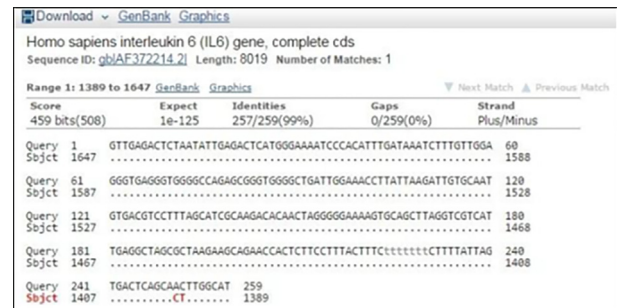 Download GenBank Graphics
Homo sapiens interleukin 6 (IL6) gene, complete cds
Sequence ID: gb|AF372214.2| Length: 8019 Number of Matches: 1
Range 1: 1389 to 1647 GenBank Graphics Next Match Previous Match
Score Expect Identities Gaps Strand
459 bits(508) 1e-125 257/259(99%) 0/259(0%) Plus/Minus
Query 1 GTTGAGACTCTAATATTGAGACTCATGGGAAAATCCCACATTTGATAAATCTTTGTTGGA 60
Sbjct 1647 ............................................................ 1588
Query 61 GGGTGAGGGTGGGGCCAGAGCGGGTGGGGCTGATTGGAAACCTTATTAAGATTGTGCAAT 120
Sbjct 1587 ............................................................ 1528
Query 121 GTGACGTCCTTTAGCATCGCAAGACACAACTAGGGGGAAAAGTGCAGCTTAGGTCGTCAT 180
Sbjct 1527 ............................................................ 1468
Query 181 TGAGGCTAGCGCTAAGAAGCAGAACCACTCTTCCTTTACTTTCttttttttCTTTTATTAG 240
Sbjct 1467 ............................................................ 1408
Query 241 TGACTCAGCAACTTGGCAT 259
Sbjct 1407 ..........CT....... 1389